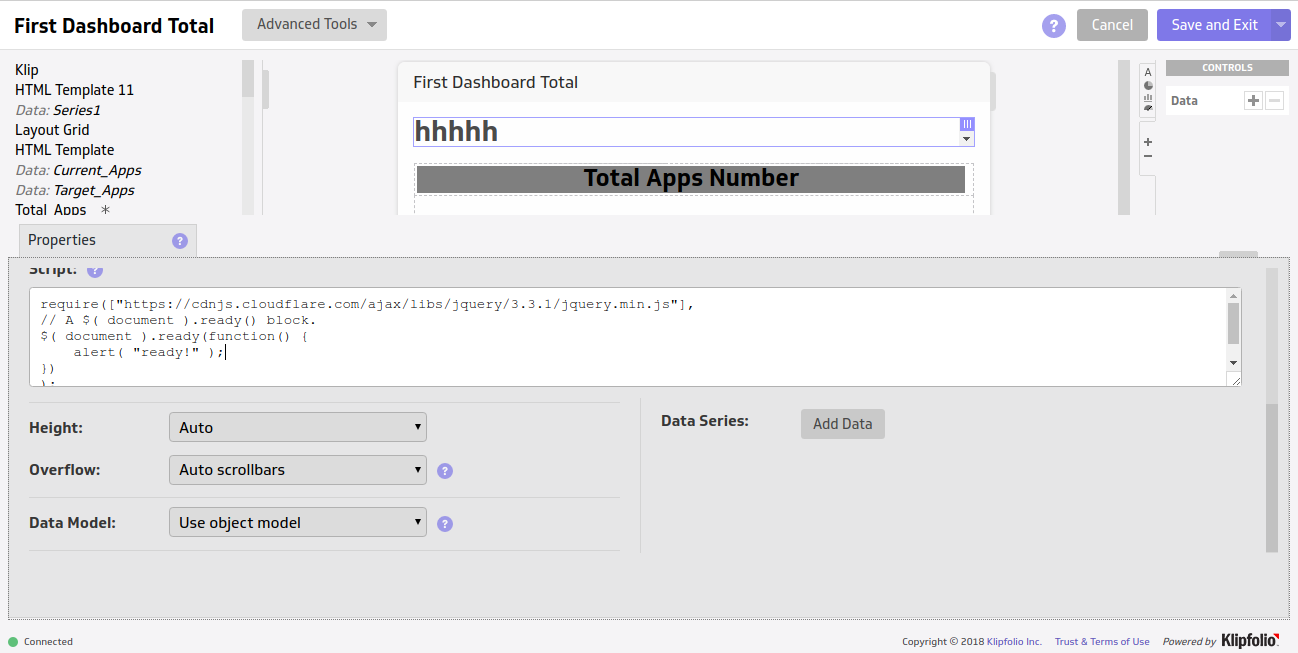 First Dashboard Total
Advanced Tools
?
Cancel
Save and Exit
Klip
HTML Template 11
Data: Series1
Layout Grid
HTML Template
Data: Current_Apps
Data: Target_Apps
Total Apps *
First Dashboard Total
hhhhh
Total Apps Number
A
+
−
CONTROLS
Data
Properties ?
Script: ?
require(["https://cdnjs.cloudflare.com/ajax/libs/jquery/3.3.1/jquery.min.js"],
// A $( document ).ready() block.
$( document ).ready(function() {
alert( "ready!" );
})
);
Height: Auto
Overflow: Auto scrollbars ?
Data Model: Use object model ?
Data Series: Add Data
Connected
Copyright © 2018 Klipfolio Inc. Trust & Terms of Use Powered by Klipfolio